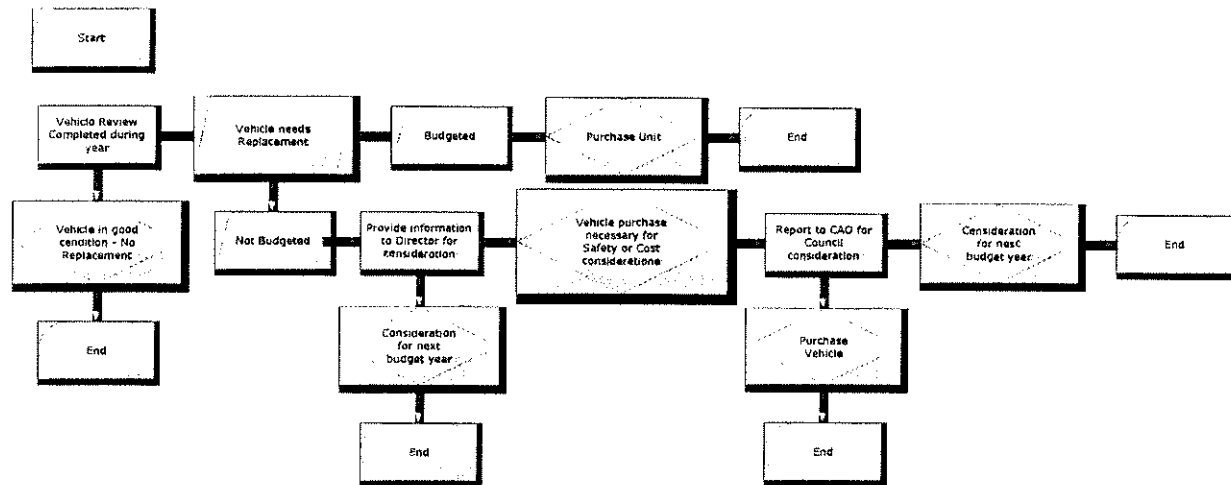 Start
Vehicle Review
Completed during
year
Vehicle needs
Replacement
Budgeted
Purchase Unit
End
Vehicle in good
condition - No
Replacement
Not Budgeted
Provide information
to Director for
consideration
Vehicle purchase
necessary for
Safety or Cost
considerations
Report to CAO for
Council
consideration
Consideration
for next
budget year
End
End
Consideration
for next
budget year
Purchase
Vehicle
End
End